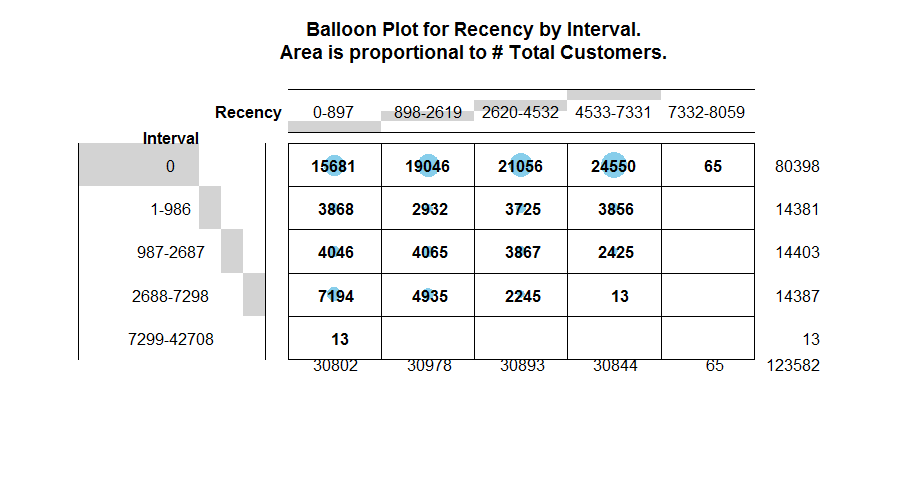 Balloon Plot for Recency by Interval.
Area is proportional to # Total Customers.
Recency 0-897 898-2619 2620-4532 4533-7331 7332-8059
Interval
0 15681 19046 21056 24550 65 80398
1-986 3868 2932 3725 3856 14381
987-2687 4046 4065 3867 2425 14403
2688-7298 7194 4935 2245 13 14387
7299-42708 13 13
30802 30978 30893 30844 65 123582